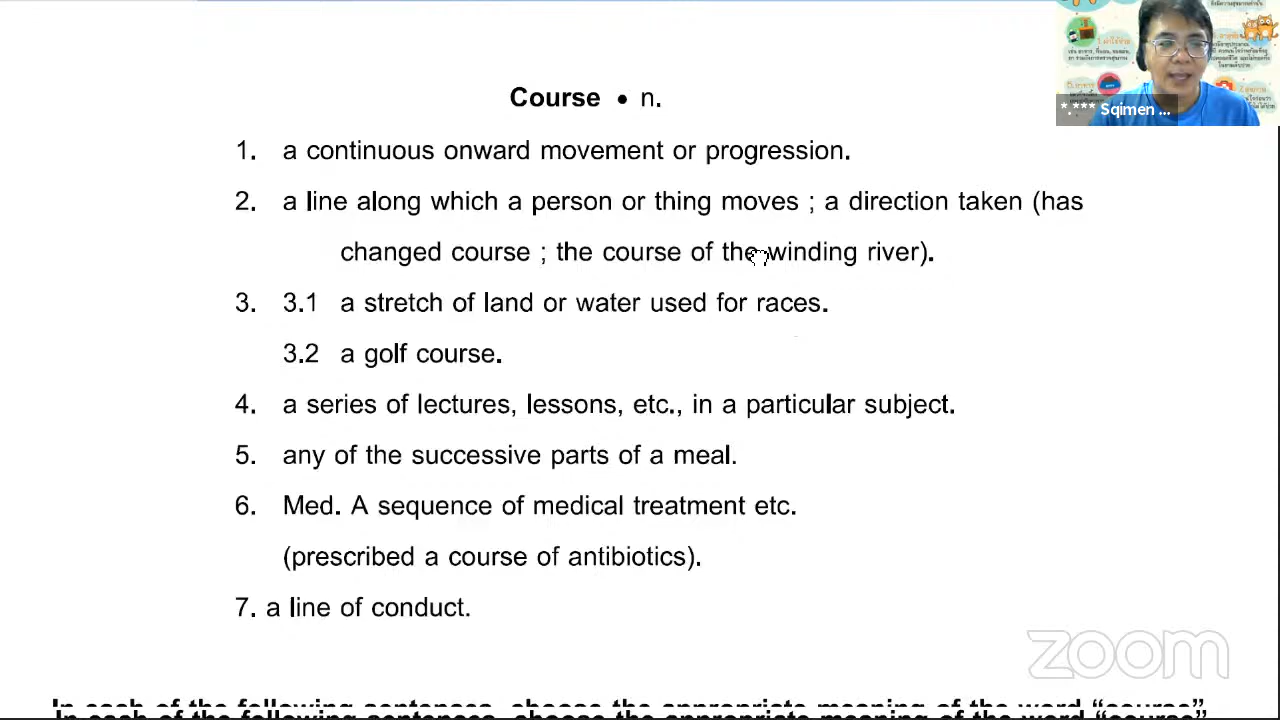 Course • n.
1. a continuous onward movement or progression.
2. a line along which a person or thing moves ; a direction taken (has
changed course ; the course of the winding river).
3. 3.1 a stretch of land or water used for races.
3.2 a golf course.
4. a series of lectures, lessons, etc., in a particular subject.
5. any of the successive parts of a meal.
6. Med. A sequence of medical treatment etc.
(prescribed a course of antibiotics).
7. a line of conduct.
In each of the following sentences, choose the appropriate meaning of the word “course”
*.*** Sqimen ...
zoom